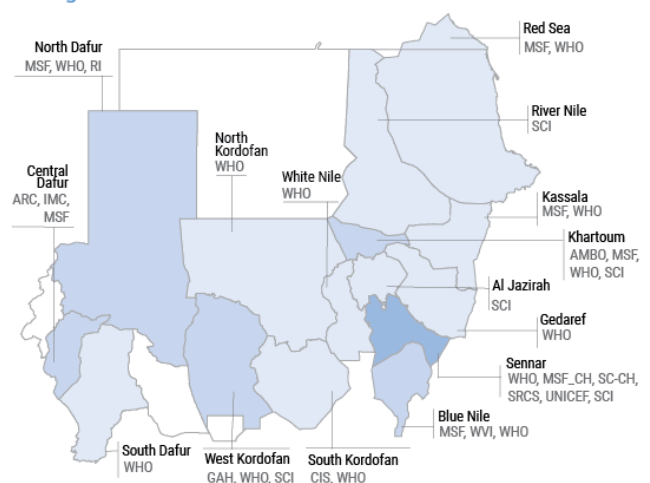 Red Sea
MSF, WHO
North Dafur
MSF, WHO, RI
River Nile
SCI
North
Kordofan
WHO
White Nile
WHO
Central
Dafur
ARC, IMC,
MSF
Kassala
MSF, WHO
Khartoum
AMBO, MSF,
WHO, SCI
Al Jazirah
SCI
Gedaref
WHO
Sennar
WHO, MSF_CH, SC-CH,
SRCS, UNICEF, SCI
Blue Nile
MSF, WVI, WHO
South Dafur
WHO
West Kordofan
GAH, WHO, SCI
South Kordofan
CIS, WHO